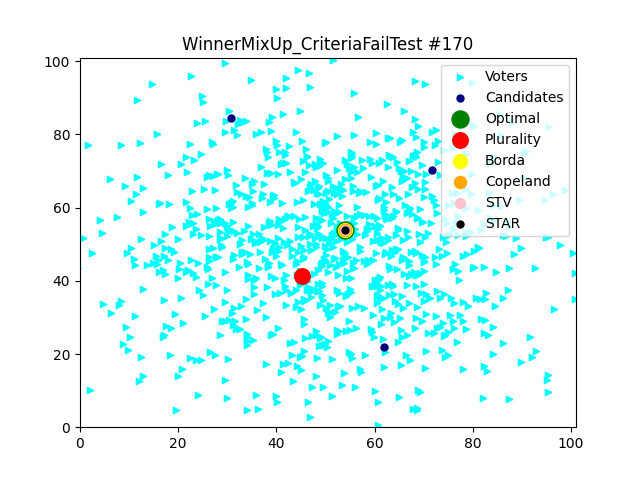 WinnerMixUp_CriteriaFailTest #170
100
80
60
40
20
0
0 20 40 60 80 100
Voters
Candidates
Optimal
Plurality
Borda
Copeland
STV
STAR